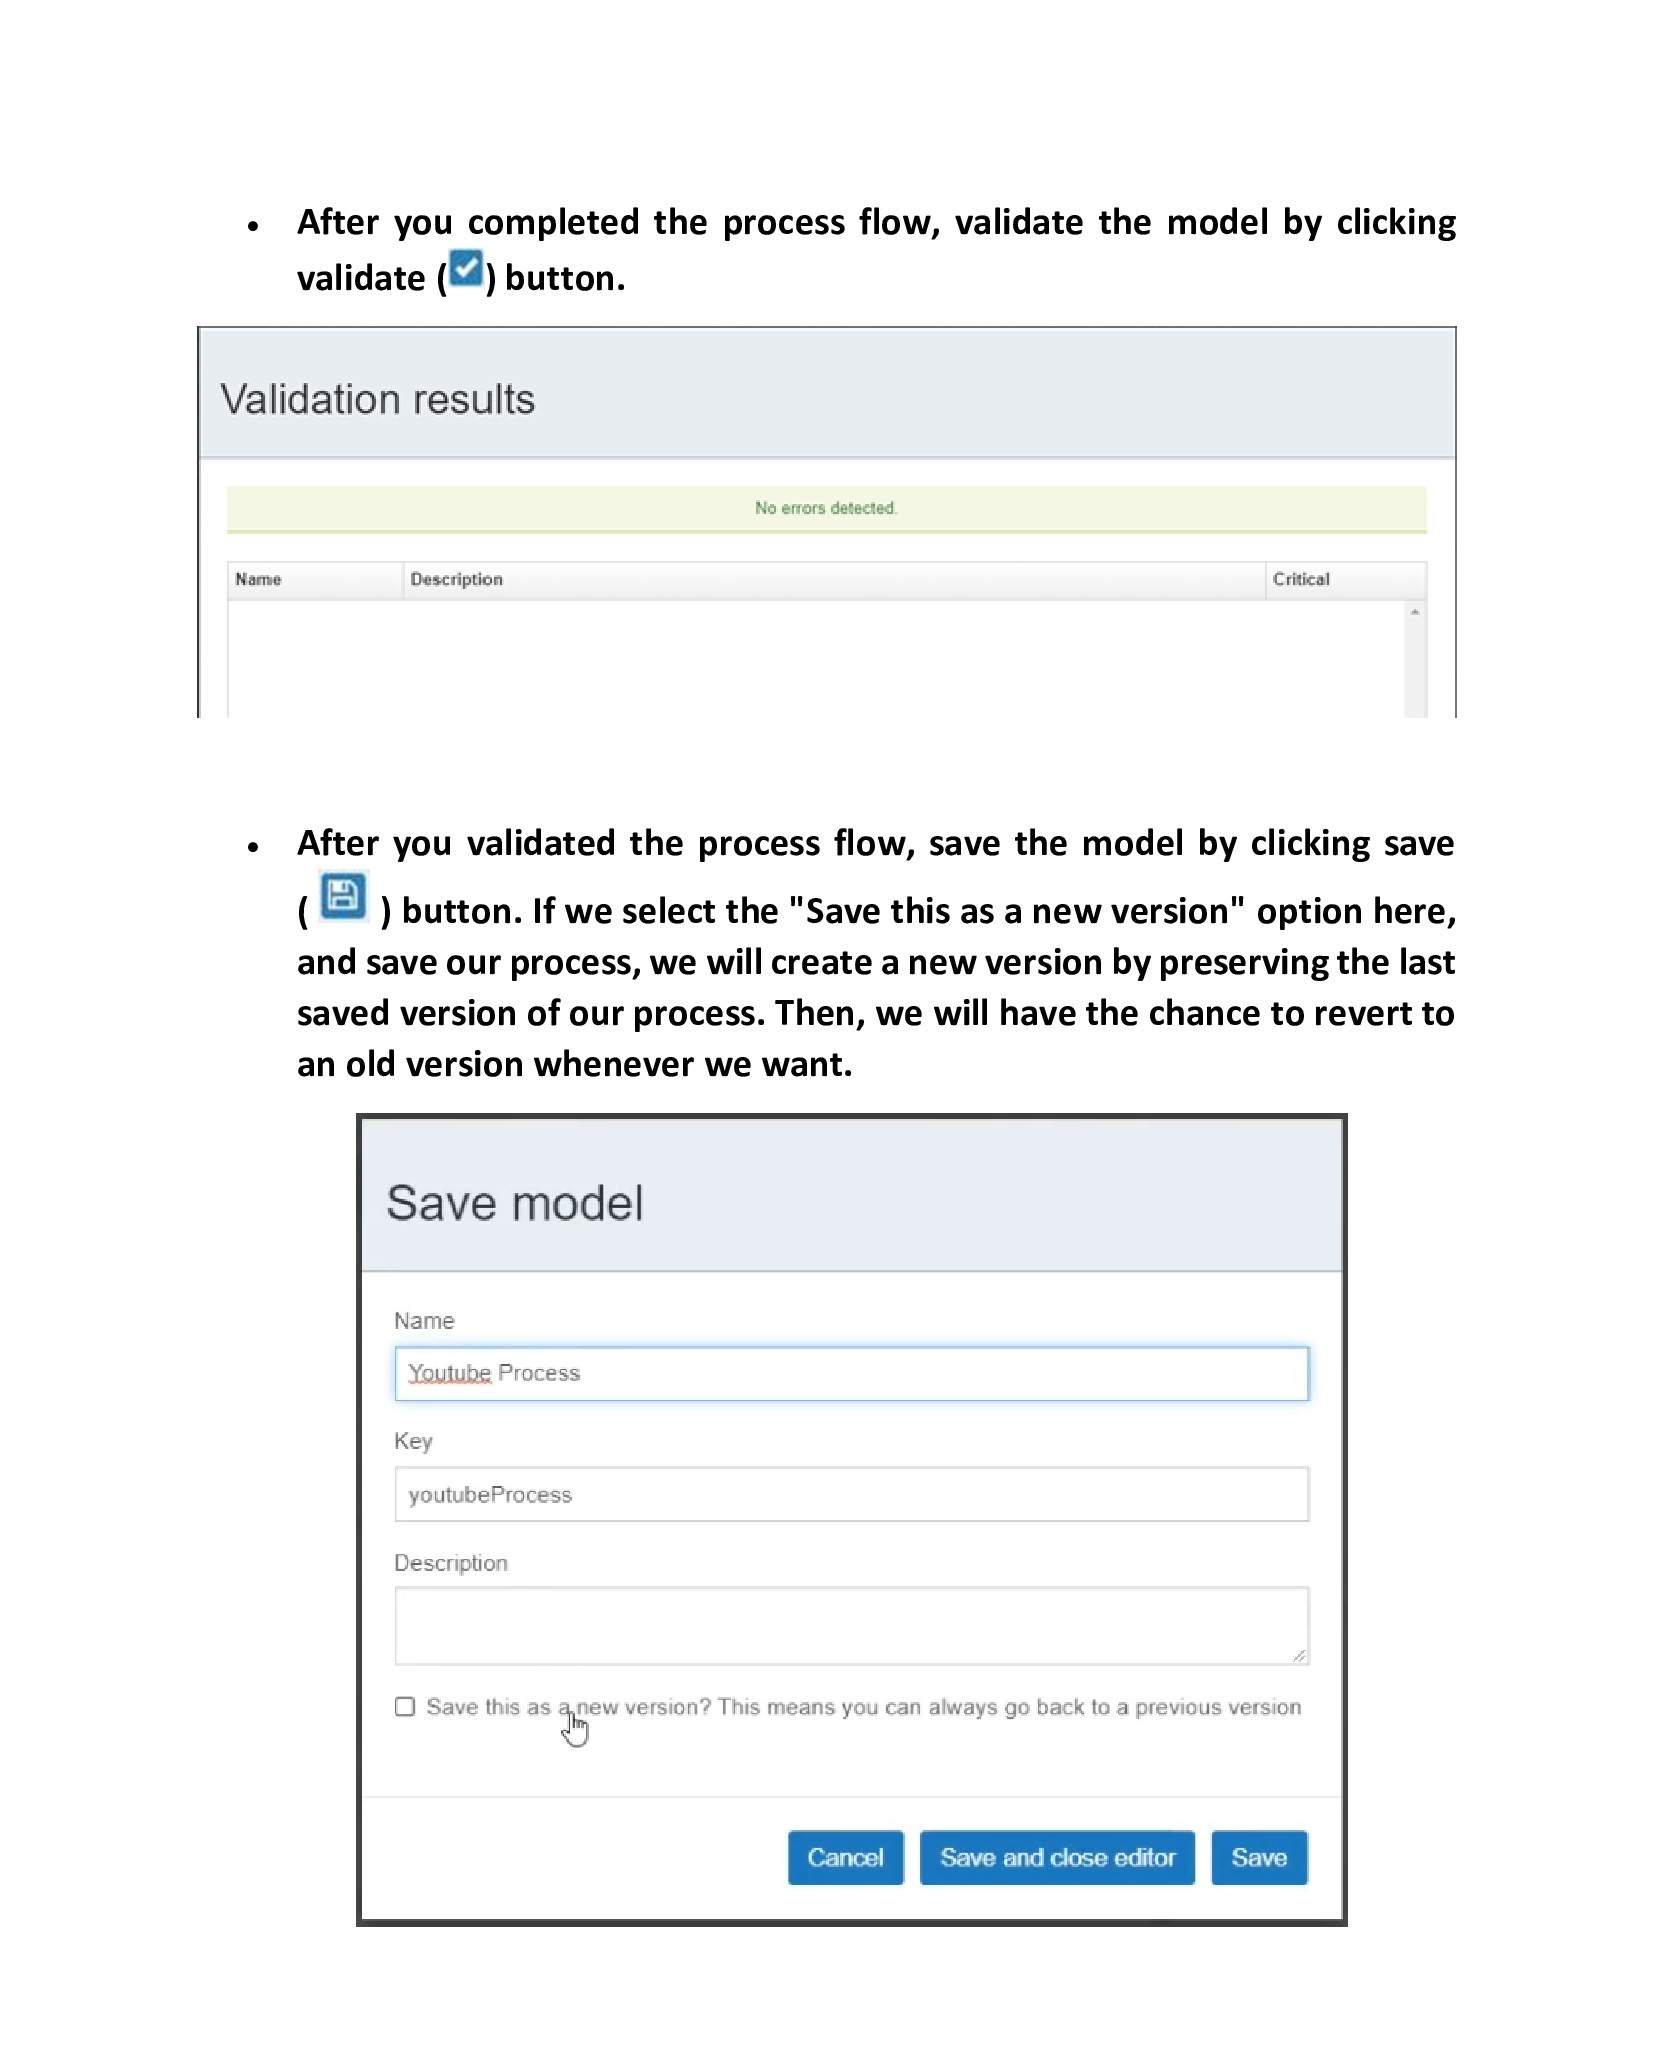 • After you completed the process flow, validate the model by clicking
validate () button.
Validation results
No errors detected.
Name Description Critical
• After you validated the process flow, save the model by clicking save
( ) button. If we select the "Save this as a new version" option here,
and save our process, we will create a new version by preserving the last
saved version of our process. Then, we will have the chance to revert to
an old version whenever we want.
Save model
Name
Youtube Process
Key
youtubeProcess
Description
Save this as a new version? This means you can always go back to a previous version
Cancel Save and close editor Save